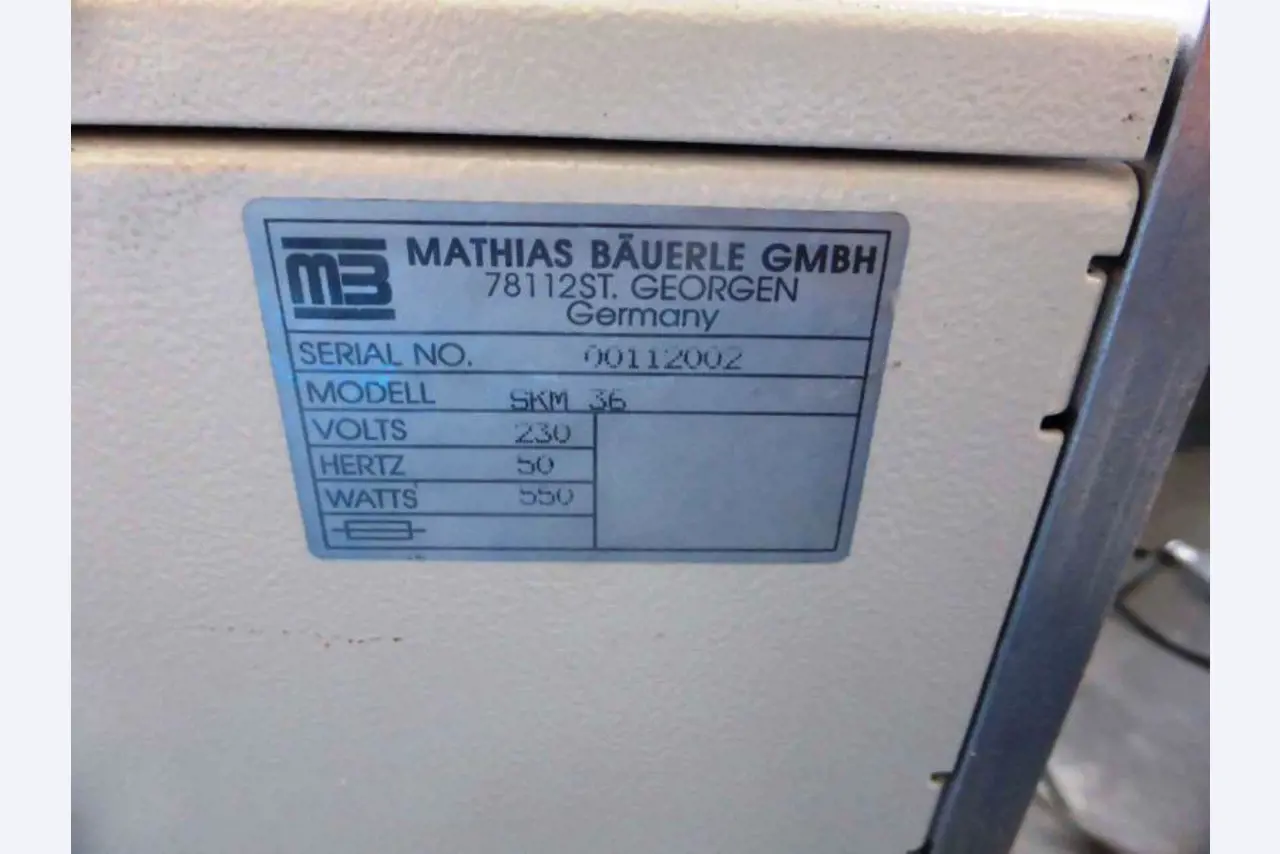 MB MATHIAS BÄUERLE GMBH
78112ST. GEORGEN
Germany
SERIAL NO. 00112002
MODELL SKM 36
VOLTS 230
HERTZ 50
WATTS 550